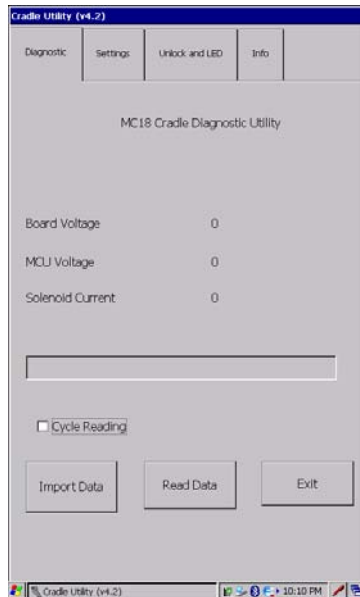 Cradle Utility (v4.2)
Diagnostic Settings Unlock and LED Info
MC18 Cradle Diagnostic Utility
Board Voltage 0
MCU Voltage 0
Solenoid Current 0
Cycle Reading
Import Data Read Data Exit
Cradle Utility (v4.2) 10:10 PM